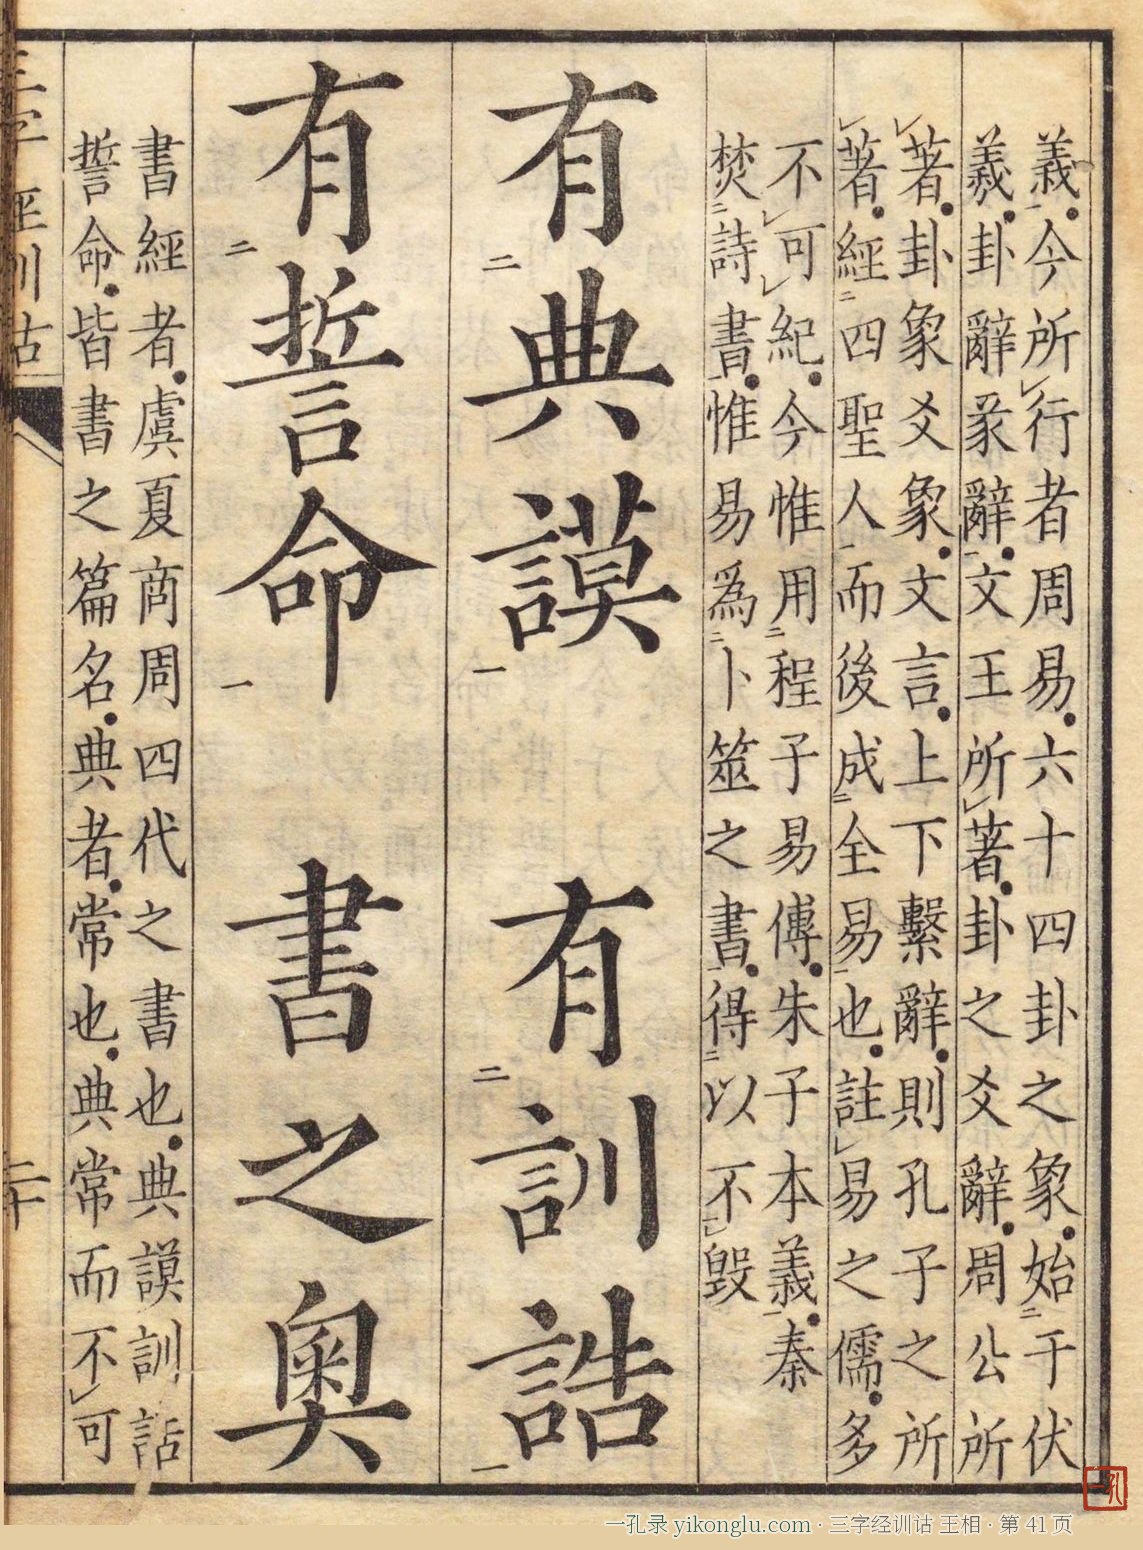 義。今所行者周易。六十四卦之象。始于伏
羲。卦辭彖辭。文王所著。卦之爻辭。周公所
著。卦象爻象。文言。上下繫辭。則孔子之所
著。經四聖人而後成全易也。註易之儒。多
不可紀。今惟用程子易傳。朱子本義。秦
焚詩書。惟易爲卜筮之書。得以不毀
有典謨 有訓誥
有誓命 書之奧
書經者。虞夏商周四代之書也。典謨訓誥
誓命。皆書之篇名。典者。常也。典常而不可
三字經訓詁
二十
一孔
一孔录 yikonglu.com · 三字经训诂 王相 · 第 41 页